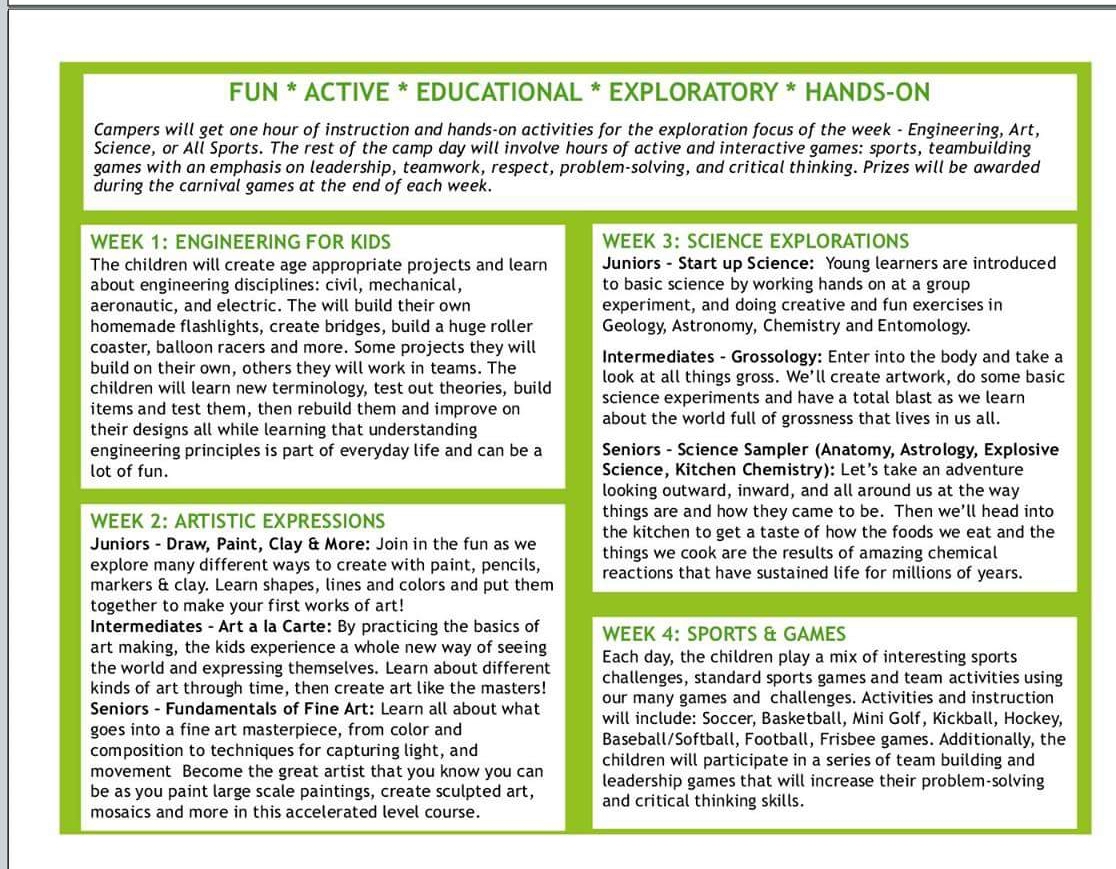 FUN * ACTIVE * EDUCATIONAL * EXPLORATORY * HANDS-ON
Campers will get one hour of instruction and hands-on activities for the exploration focus of the week - Engineering, Art,
Science, or All Sports. The rest of the camp day will involve hours of active and interactive games: sports, teambuilding
games with an emphasis on leadership, teamwork, respect, problem-solving, and critical thinking. Prizes will be awarded
during the carnival games at the end of each week.
WEEK 1: ENGINEERING FOR KIDS
The children will create age appropriate projects and learn
about engineering disciplines: civil, mechanical,
aeronautic, and electric. The will build their own
homemade flashlights, create bridges, build a huge roller
coaster, balloon racers and more. Some projects they will
build on their own, others they will work in teams. The
children will learn new terminology, test out theories, build
items and test them, then rebuild them and improve on
their designs all while learning that understanding
engineering principles is part of everyday life and can be a
lot of fun.
WEEK 2: ARTISTIC EXPRESSIONS
Juniors - Draw, Paint, Clay & More: Join in the fun as we
explore many different ways to create with paint, pencils,
markers & clay. Learn shapes, lines and colors and put them
together to make your first works of art!
Intermediates - Art a la Carte: By practicing the basics of
art making, the kids experience a whole new way of seeing
the world and expressing themselves. Learn about different
kinds of art through time, then create art like the masters!
Seniors - Fundamentals of Fine Art: Learn all about what
goes into a fine art masterpiece, from color and
composition to techniques for capturing light, and
movement  Become the great artist that you know you can
be as you paint large scale paintings, create sculpted art,
mosaics and more in this accelerated level course.
WEEK 3: SCIENCE EXPLORATIONS
Juniors - Start up Science:  Young learners are introduced
to basic science by working hands on at a group
experiment, and doing creative and fun exercises in
Geology, Astronomy, Chemistry and Entomology.
Intermediates - Grossology: Enter into the body and take a
look at all things gross. We'll create artwork, do some basic
science experiments and have a total blast as we learn
about the world full of grossness that lives in us all.
Seniors - Science Sampler (Anatomy, Astrology, Explosive
Science, Kitchen Chemistry): Let's take an adventure
looking outward, inward, and all around us at the way
things are and how they came to be.  Then we'll head into
the kitchen to get a taste of how the foods we eat and the
things we cook are the results of amazing chemical
reactions that have sustained life for millions of years.
WEEK 4: SPORTS & GAMES
Each day, the children play a mix of interesting sports
challenges, standard sports games and team activities using
our many games and  challenges. Activities and instruction
will include: Soccer, Basketball, Mini Golf, Kickball, Hockey,
Baseball/Softball, Football, Frisbee games. Additionally, the
children will participate in a series of team building and
leadership games that will increase their problem-solving
and critical thinking skills.